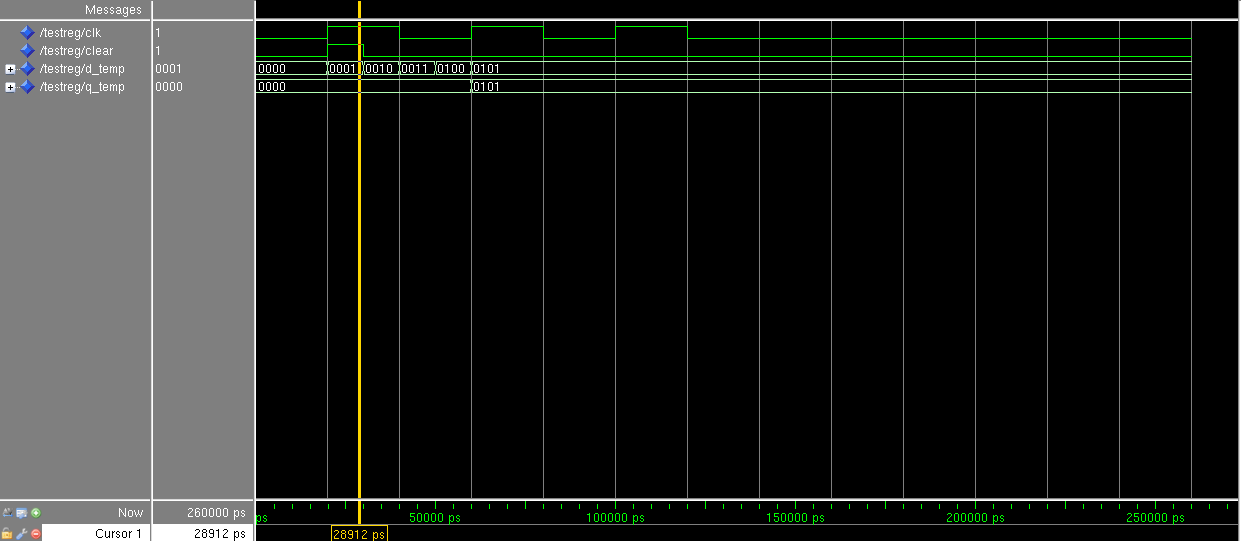 Messages
/testreg/clk 1
/testreg/clear 1
/testreg/d_temp 0001 0000 0001 0010 0011 0100 0101
/testreg/q_temp 0000 0000 0101
Now 260000 ps ps 50000 ps 100000 ps 150000 ps 200000 ps 250000 ps
Cursor 1 28912 ps 28912 ps